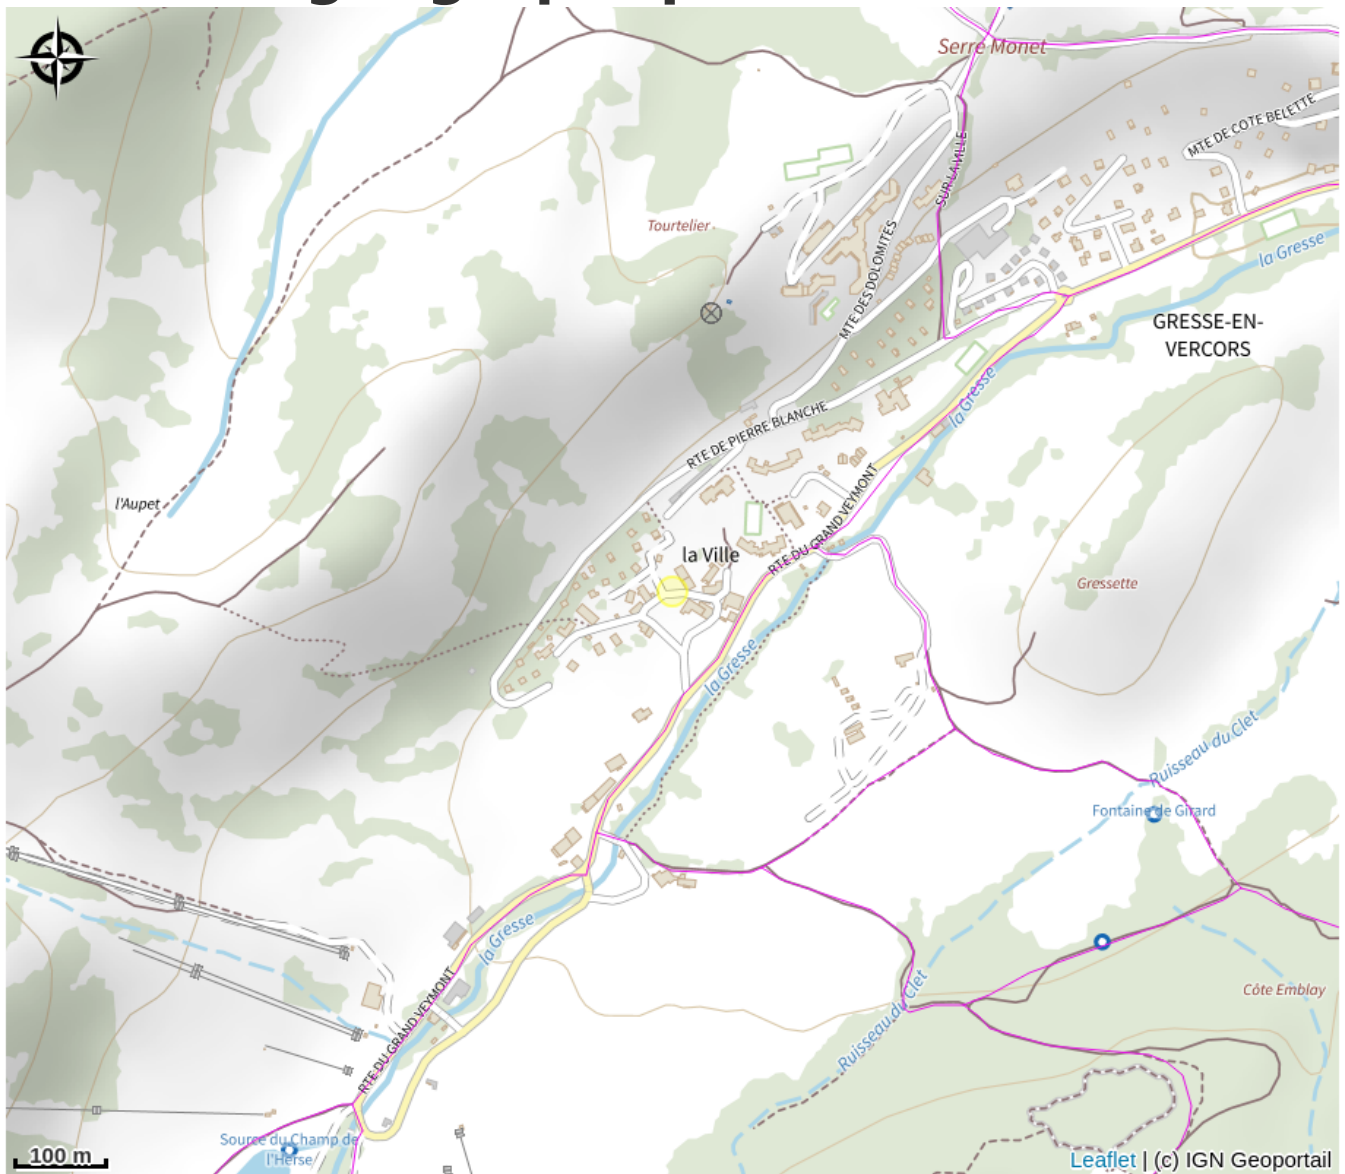 Serre Monet
MTE DE COTE BELETTE
SUR LA VILLE
Tourtelier
MTE DES DOLOMITES
la Gresse
GRESSE-EN-
VERCORS
la Gresse
RTE DE PIERRE BLANCHE
l'Aupet
RTE DU GRAND VEYMONT
la Ville
Gressette
la Gresse
Ruisseau du Clet
Fontaine de Girard
la Gresse
RTE DU GRAND VEYMONT
Côte Emblay
Ruisseau du Clet
Source du Champ de
l'Herse
100 m
Leaflet | (c) IGN Geoportail